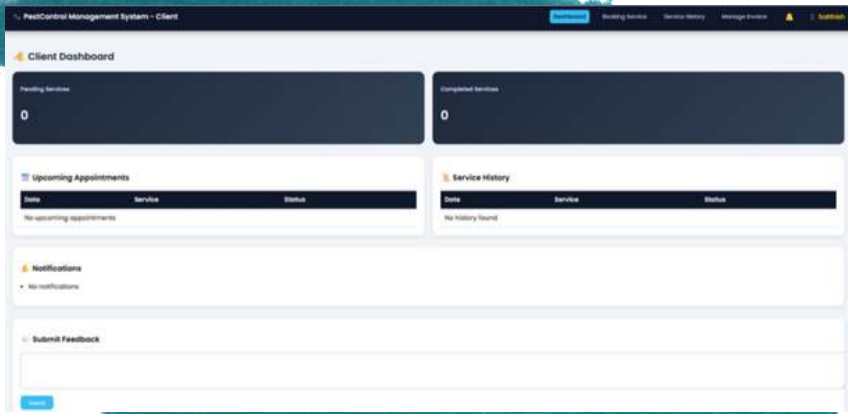 PestControl Management System - Client
Dashboard
Booking Service
Service History
Manage Invoice
Client Dashboard
Pending Services
0
Completed Services
0
Upcoming Appointments
Date Service Status
No upcoming appointments
Service History
Date Service Status
No history found
Notifications
No notifications
Submit Feedback
Submit